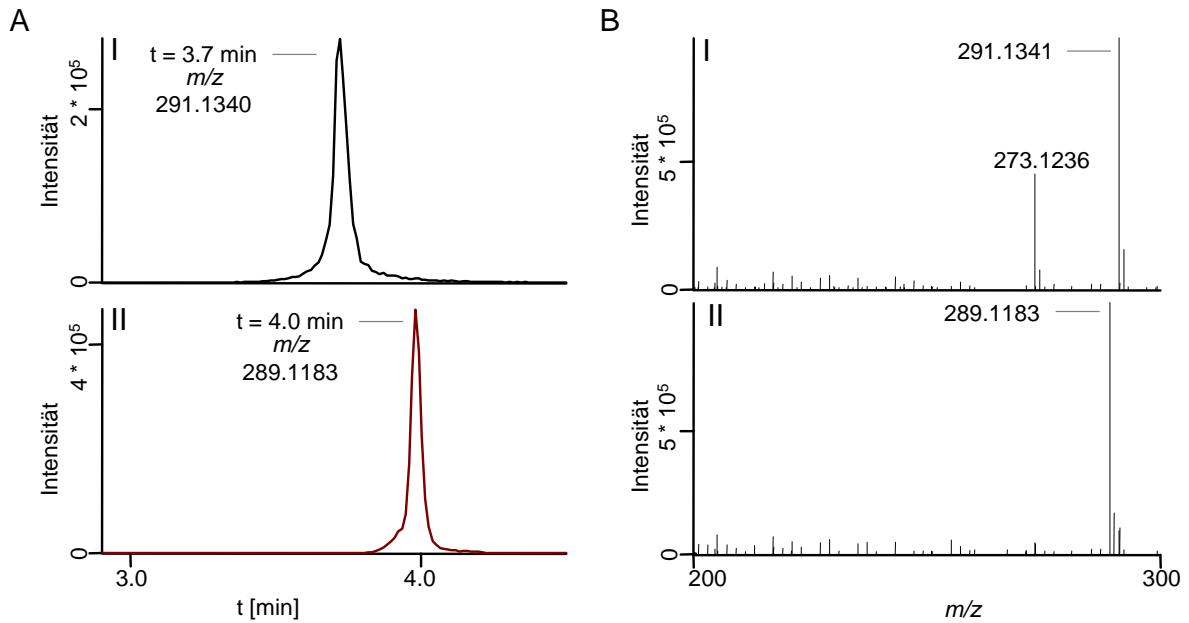 A
I
t = 3.7 min
m/z
291.1340
Intensität
2 * 10⁵
0
II
t = 4.0 min
m/z
289.1183
Intensität
4 * 10⁵
0
3.0
4.0
t [min]
B
I
291.1341
273.1236
Intensität
5 * 10⁵
0
II
289.1183
Intensität
5 * 10⁵
0
200
300
m/z